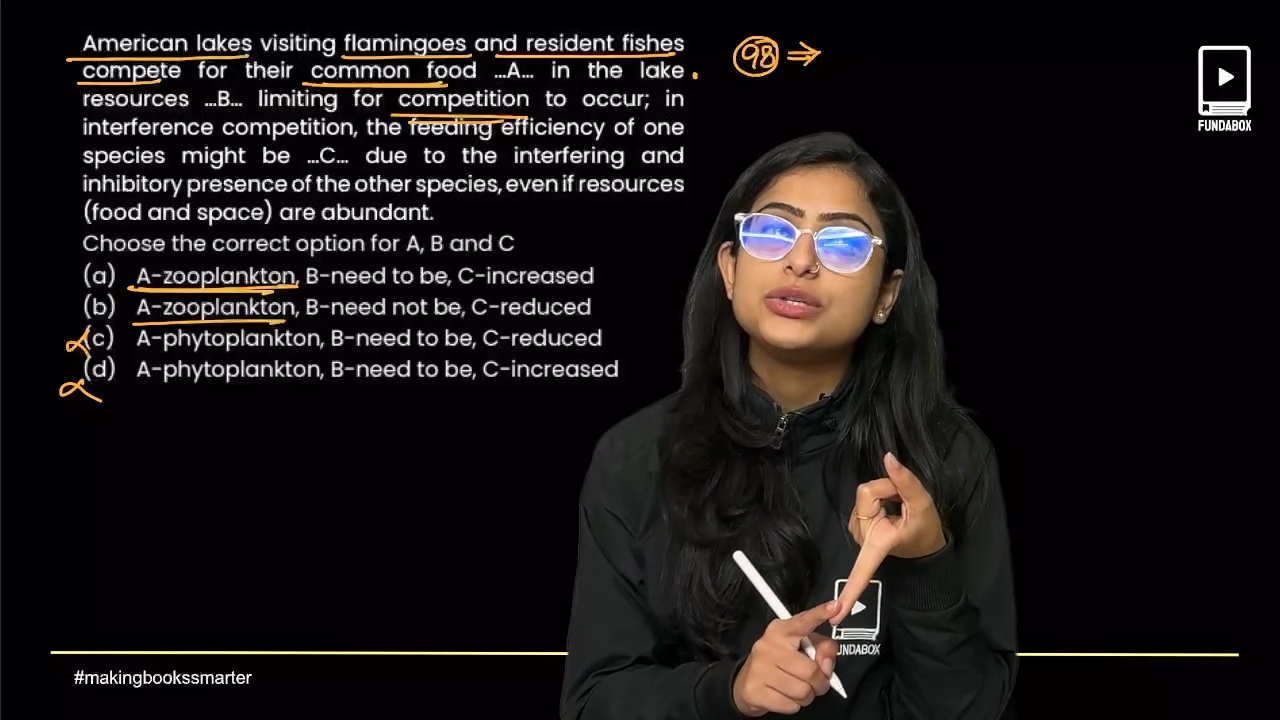 American lakes visiting flamingoes and resident fishes
compete for their common food ...A... in the lake.
resources ...B... limiting for competition to occur; in
interference competition, the feeding efficiency of one
species might be ...C... due to the interfering and
inhibitory presence of the other species, even if resources
(food and space) are abundant.
Choose the correct option for A, B and C
(a) A-zooplankton, B-need to be, C-increased
(b) A-zooplankton, B-need not be, C-reduced
(c) A-phytoplankton, B-need to be, C-reduced
(d) A-phytoplankton, B-need to be, C-increased
98 ⇒
FUNDABOX
UNDABOX
#makingbookssmarter